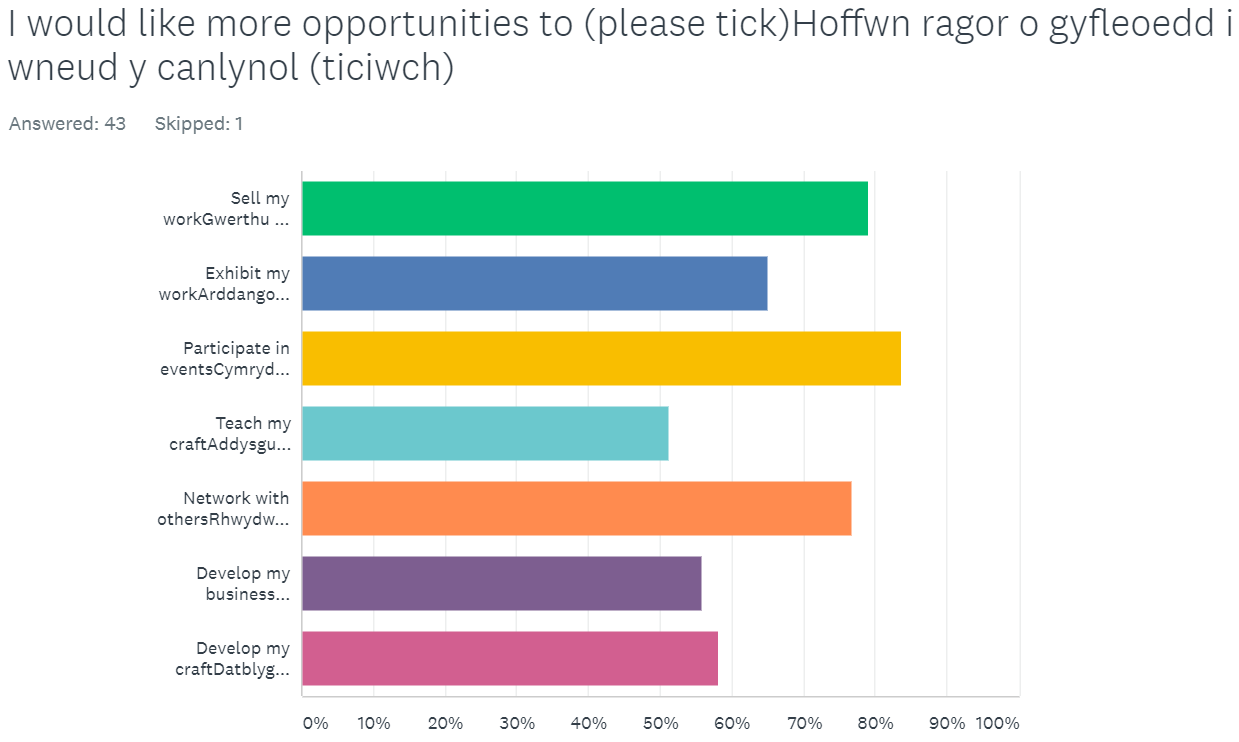 I would like more opportunities to (please tick)Hoffwn ragor o gyfleoedd i
wneud y canlynol (ticiwch)
Answered: 43 Skipped: 1
Sell my
workGwerthu ...
Exhibit my
workArddango...
Participate in
eventsCymryd...
Teach my
craftAddysgu...
Network with
othersRhwydw...
Develop my
business...
Develop my
craftDatblyg...
0% 10% 20% 30% 40% 50% 60% 70% 80% 90% 100%